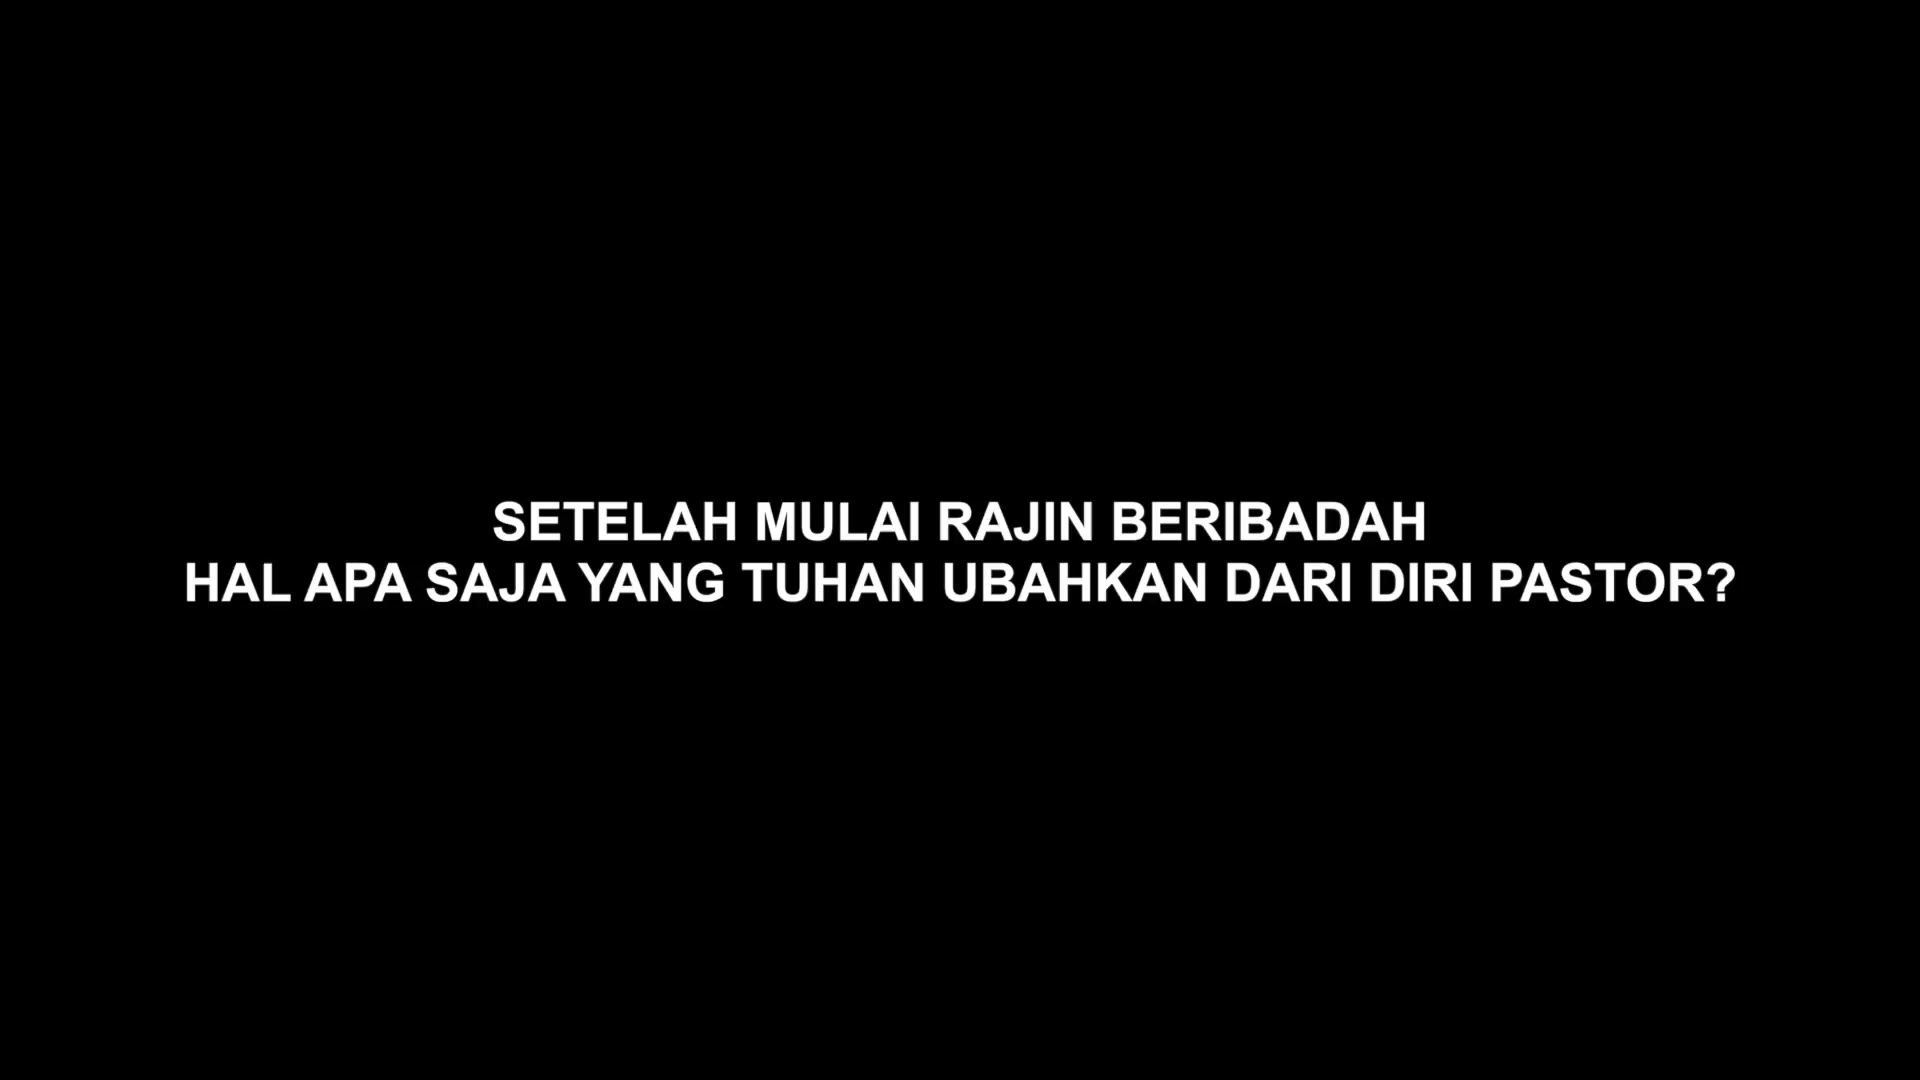 SETELAH MULAI RAJIN BERIBADAH
HAL APA SAJA YANG TUHAN UBAHKAN DARI DIRI PASTOR?